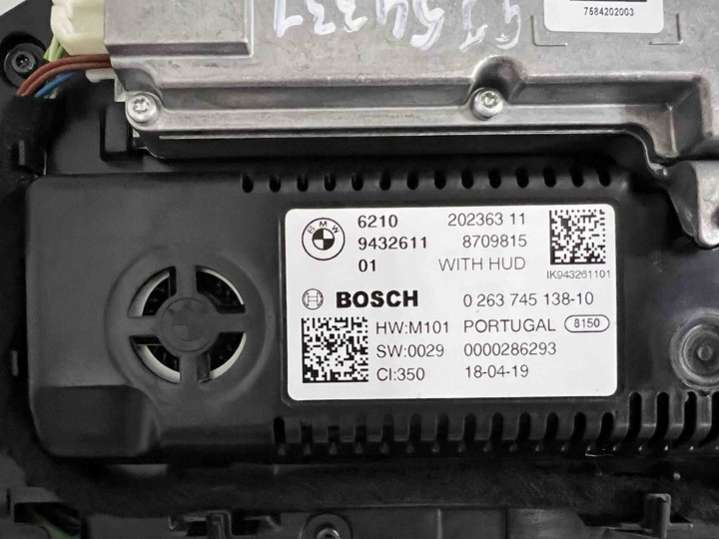 7584202003
BMW
6210 202363 11
9432611 8709815
01 WITH HUD
IK943261101
BOSCH 0 263 745 138-10
HW:M101 PORTUGAL 8150
SW:0029 0000286293
CI:350 18-04-19